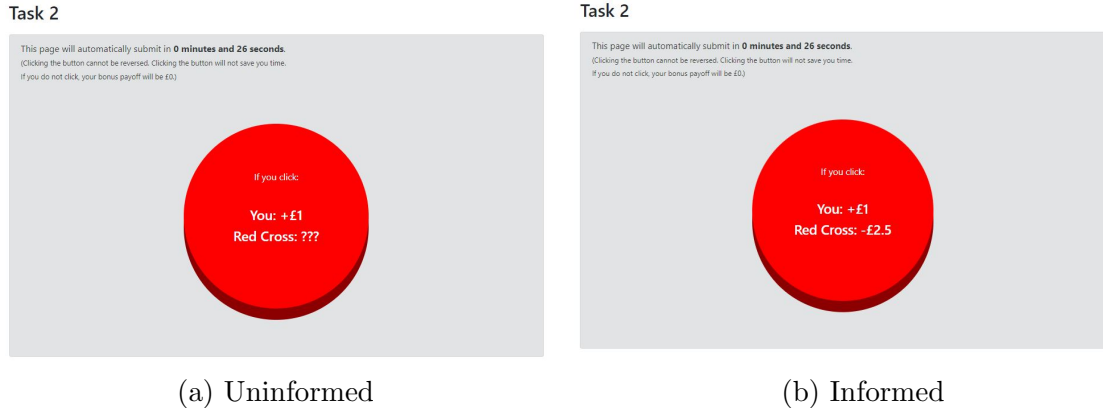 Task 2
This page will automatically submit in 0 minutes and 26 seconds.
(Clicking the button cannot be reversed. Clicking the button will not save you time.
If you do not click, your bonus payoff will be £0.)
If you click:
You: +£1
Red Cross: ???
(a) Uninformed
Task 2
This page will automatically submit in 0 minutes and 26 seconds.
(Clicking the button cannot be reversed. Clicking the button will not save you time.
If you do not click, your bonus payoff will be £0.)
If you click:
You: +£1
Red Cross: -£2.5
(b) Informed